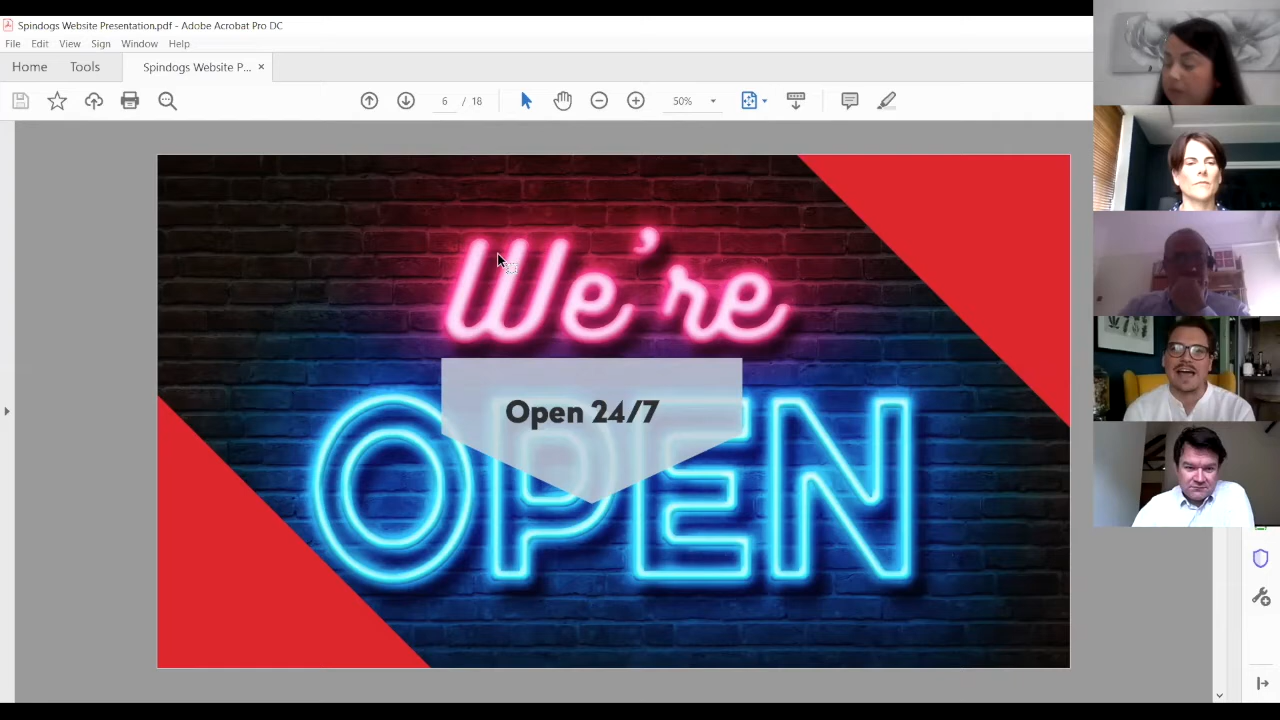 Spindogs Website Presentation.pdf - Adobe Acrobat Pro DC
File Edit View Sign Window Help
Home Tools Spindogs Website P... ×
6 / 18 50%
We're
Open 24/7
OPEN